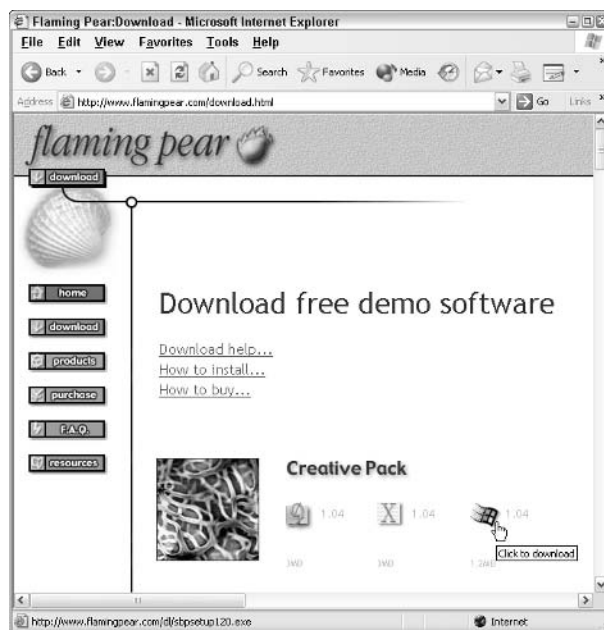 Flaming Pear:Download - Microsoft Internet Explorer
File Edit View Favorites Tools Help
Back Search Favorites Media
Address http://www.flamingpear.com/download.html Go Links
flaming pear
download
home
download
products
purchase
F.A.Q.
resources
Download free demo software
Download help...
How to install...
How to buy...
Creative Pack
1.04 1.04 1.04
Click to download
1.2MB
http://www.flamingpear.com/dl/sbpsetup120.exe Internet